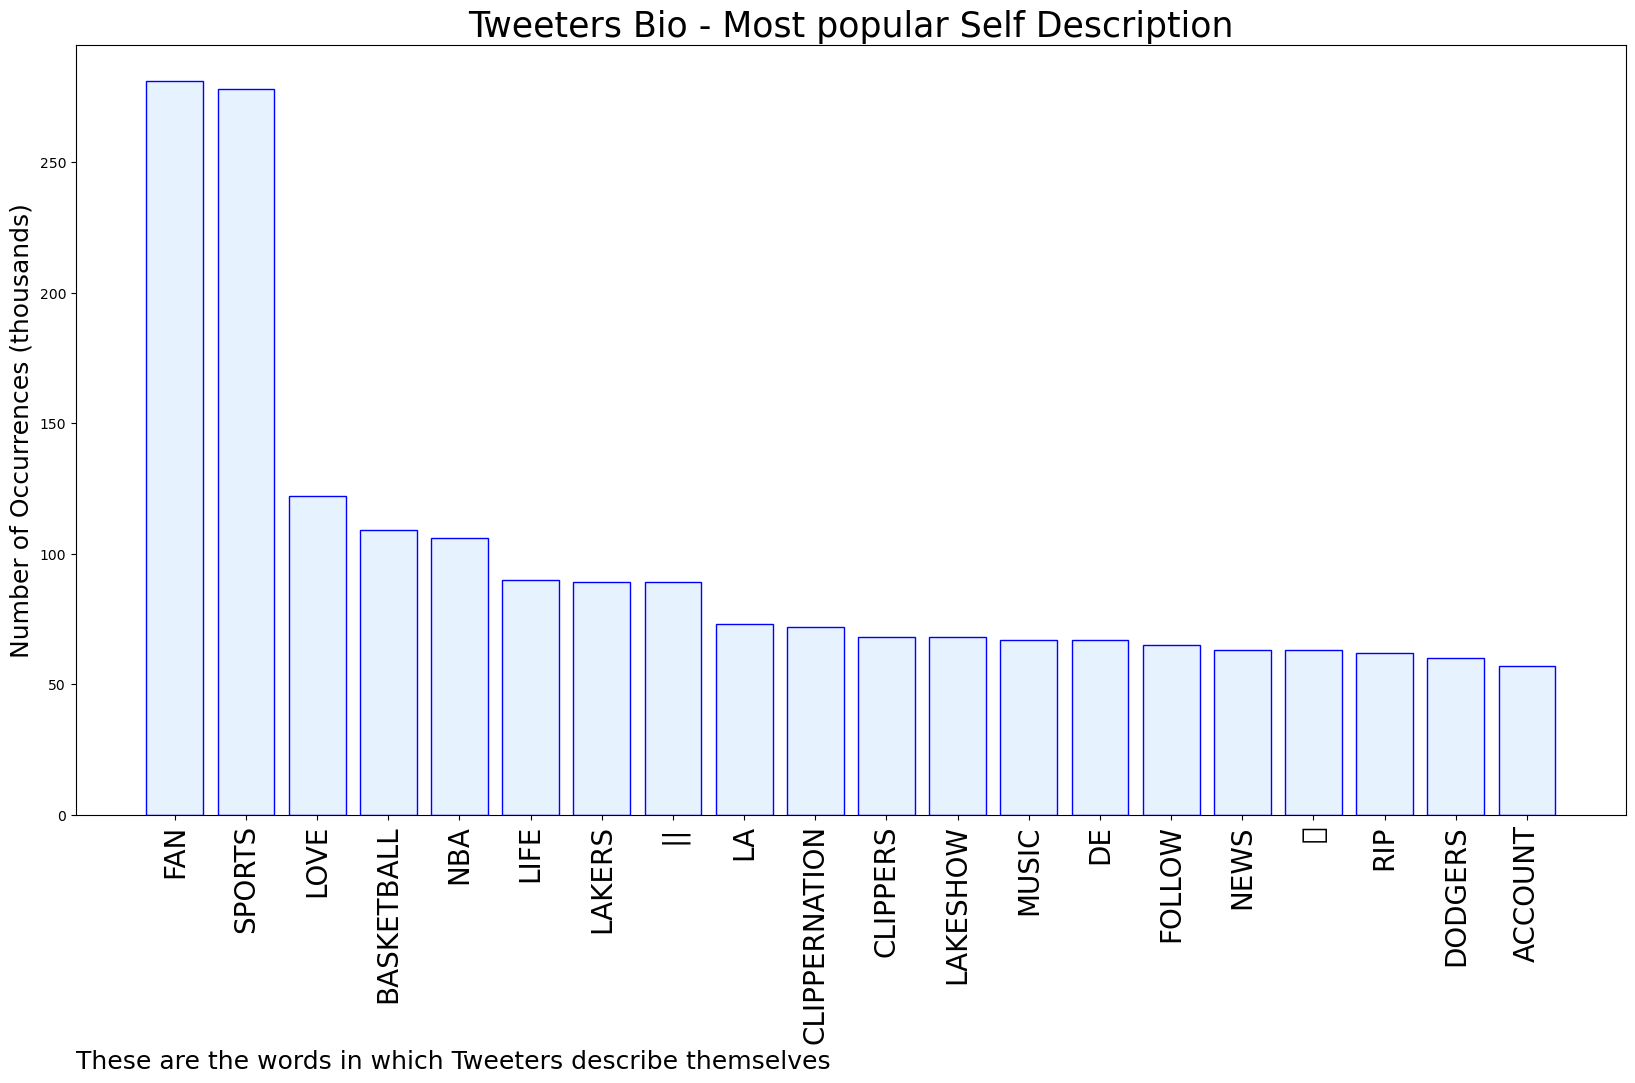 Tweeters Bio - Most popular Self Description
Number of Occurrences (thousands)
250
200
150
100
50
0
FAN
SPORTS
LOVE
BASKETBALL
NBA
LIFE
LAKERS
||
LA
CLIPPERNATION
CLIPPERS
LAKESHOW
MUSIC
DE
FOLLOW
NEWS
RIP
DODGERS
ACCOUNT
These are the words in which Tweeters describe themselves